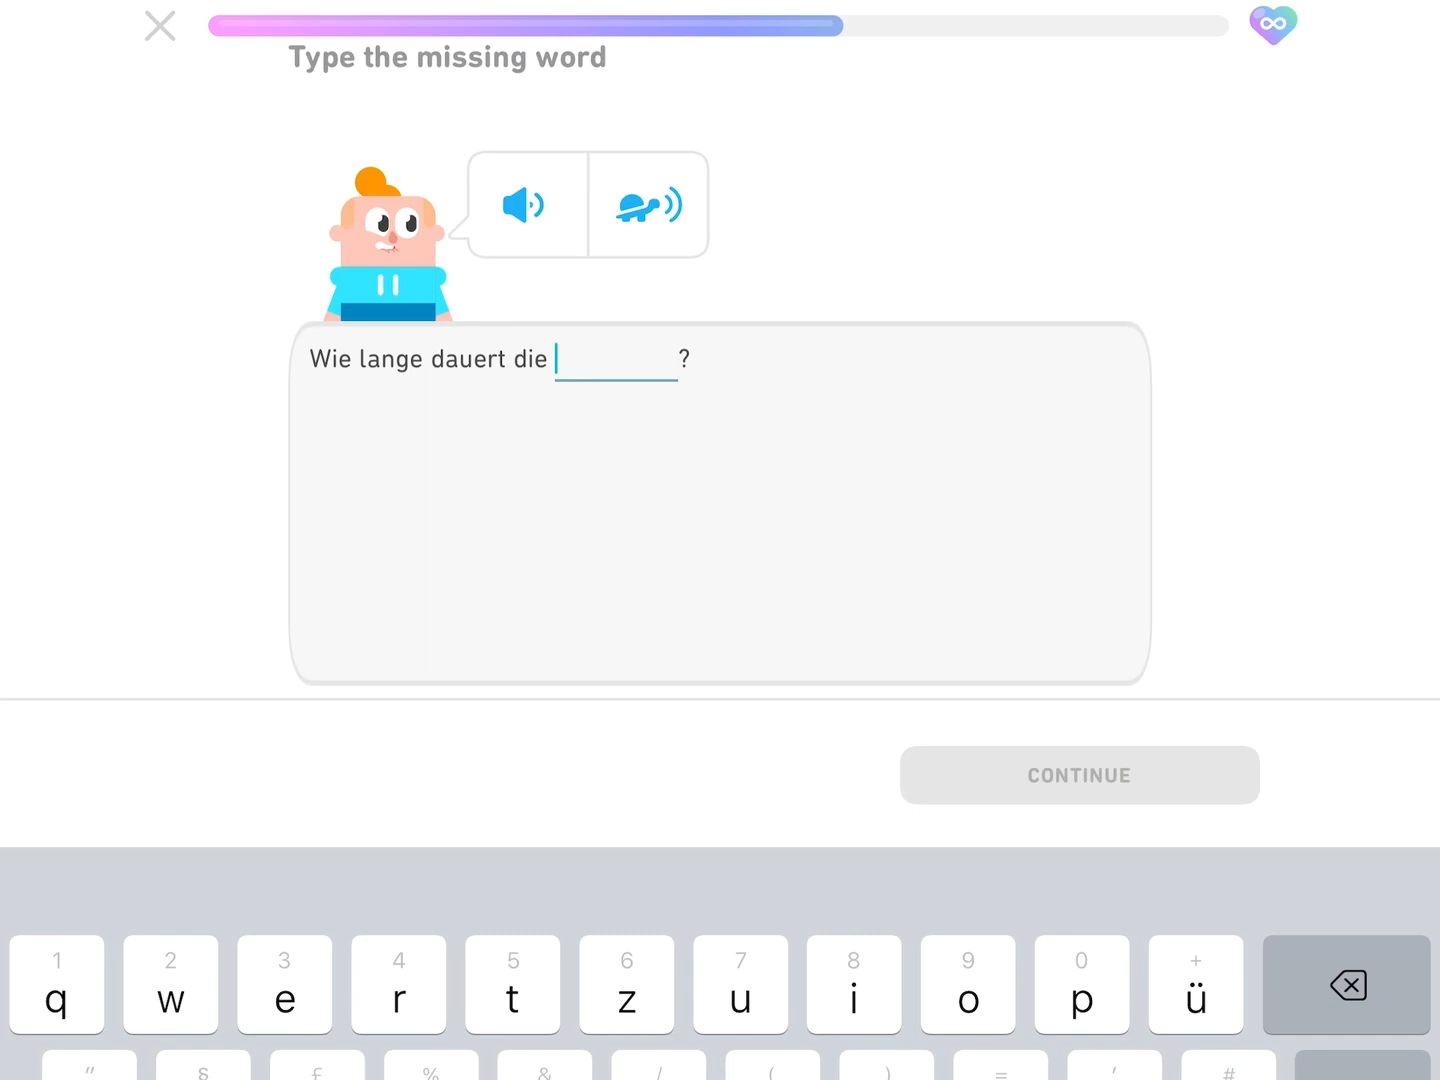 Type the missing word
Wie lange dauert die ?
CONTINUE
1 2 3 4 5 6 7 8 9 0 +
q w e r t z u i o p ü
" § £ % & / ( ) = ' #